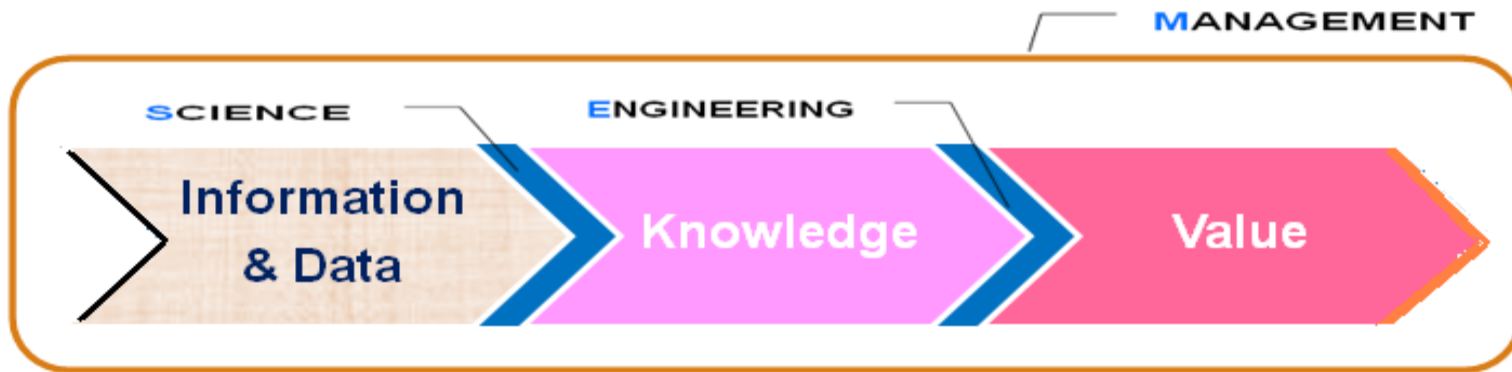 MANAGEMENT
SCIENCE
ENGINEERING
Information
& Data
Knowledge
Value